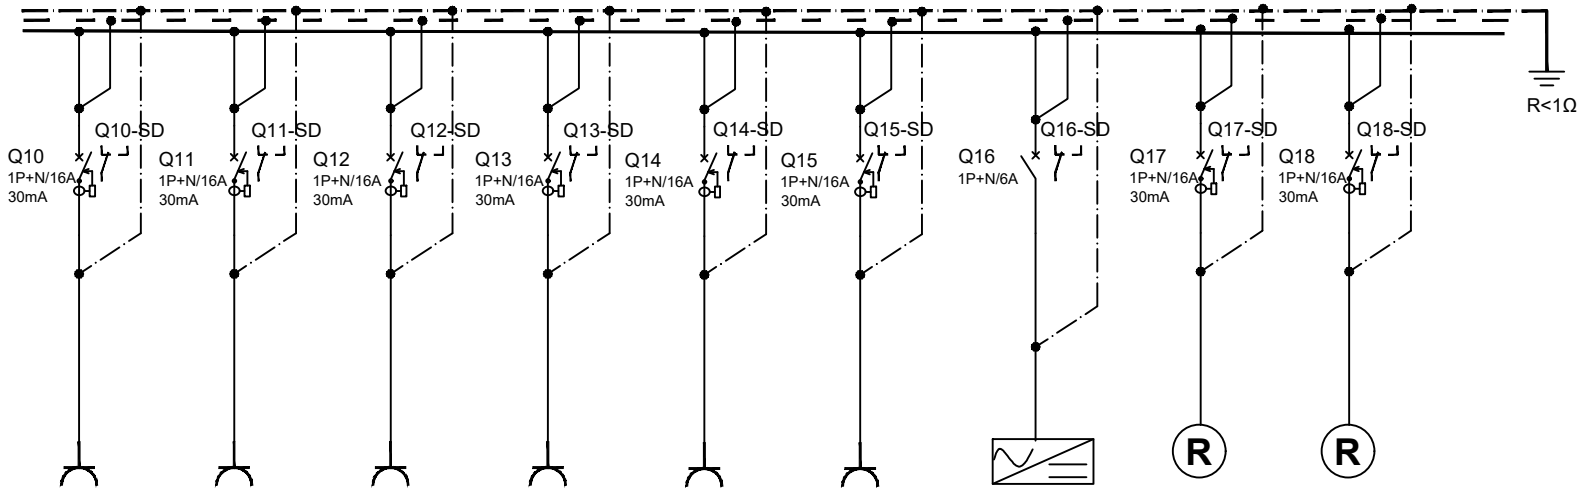 R<1Ω
Q10-SD
Q10
1P+N/16A
30mA
Q11-SD
Q11
1P+N/16A
30mA
Q12-SD
Q12
1P+N/16A
30mA
Q13-SD
Q13
1P+N/16A
30mA
Q14-SD
Q14
1P+N/16A
30mA
Q15-SD
Q15
1P+N/16A
30mA
Q16-SD
Q16
1P+N/6A
Q17-SD
Q17
1P+N/16A
30mA
Q18-SD
Q18
1P+N/16A
30mA
R
R